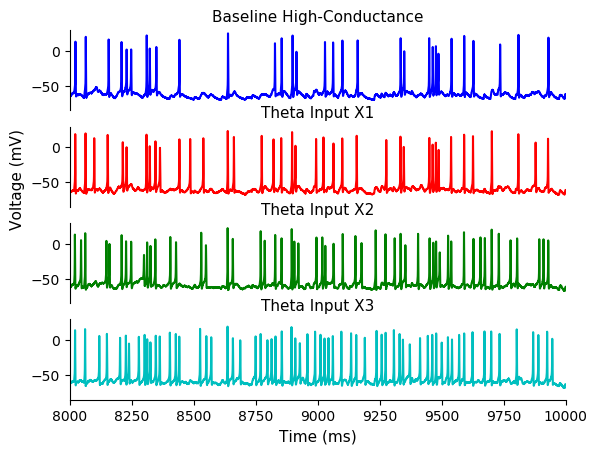 Baseline High-Conductance
0
−50
Theta Input X1
0
−50
Theta Input X2
0
−50
Theta Input X3
0
−50
Voltage (mV)
8000 8250 8500 8750 9000 9250 9500 9750 10000
Time (ms)